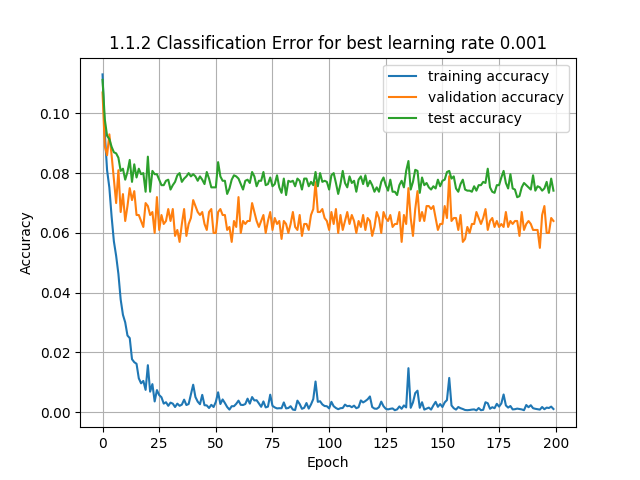 1.1.2 Classification Error for best learning rate 0.001
training accuracy
validation accuracy
test accuracy
Accuracy
0.10
0.08
0.06
0.04
0.02
0.00
0 25 50 75 100 125 150 175 200
Epoch